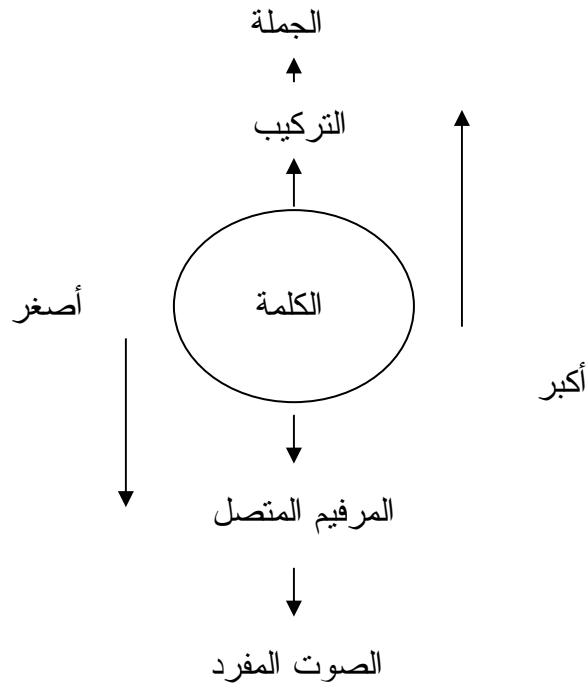 الجملة
التركيب
الكلمة
أصغر
أكبر
المرفيم المتصل
الصوت المفرد